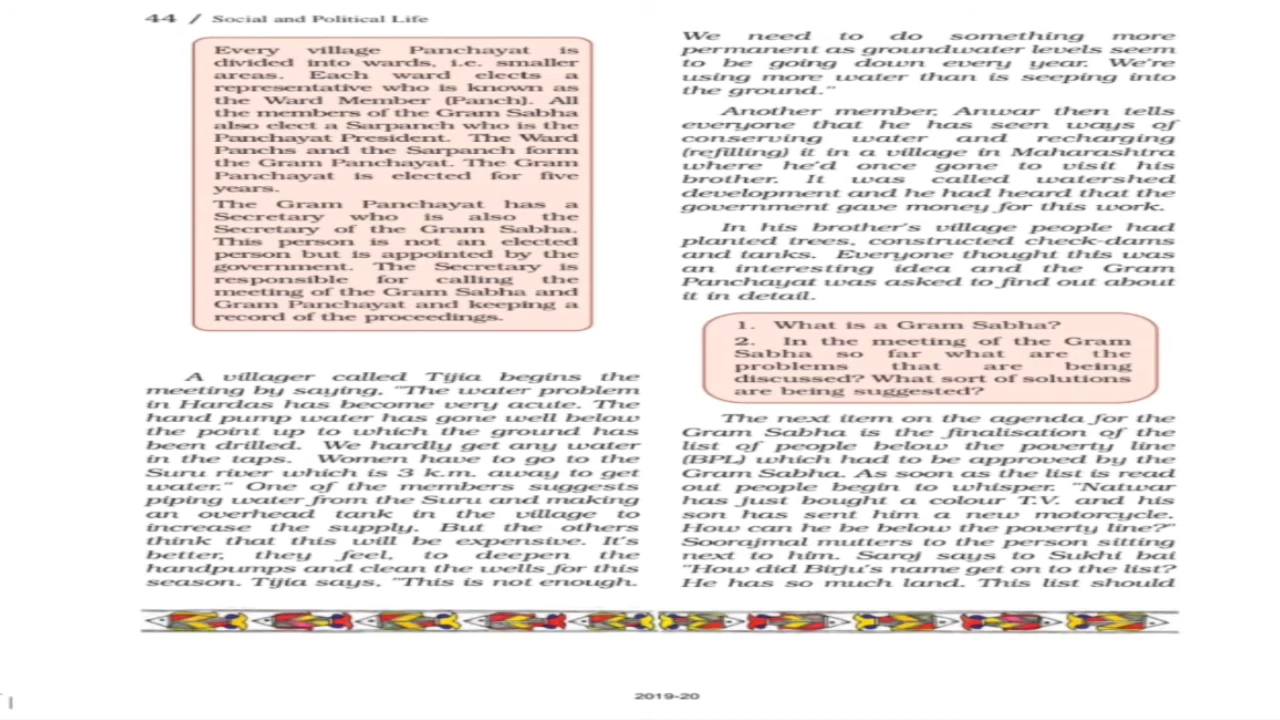 44 / Social and Political Life
Every village Panchayat is
divided into wards, i.e. smaller
areas. Each ward elects a
representative who is known as
the Ward Member (Panch). All
the members of the Gram Sabha
also elect a Sarpanch who is the
Panchayat President. The Ward
Panchs and the Sarpanch form
the Gram Panchayat. The Gram
Panchayat is elected for five
years.
The Gram Panchayat has a
Secretary who is also the
Secretary of the Gram Sabha.
This person is not an elected
person but is appointed by the
government. The Secretary is
responsible for calling the
meeting of the Gram Sabha and
Gram Panchayat and keeping a
record of the proceedings.
A villager called Tijia begins the
meeting by saying, "The water problem
in Hardas has become very acute. The
hand pump water has gone well below
the point up to which the ground has
been drilled. We hardly get any water
in the taps. Women have to go to the
Suru river which is 3 k.m. away to get
water." One of the members suggests
piping water from the Suru and making
an overhead tank in the village to
increase the supply. But the others
think that this will be expensive. It's
better, they feel, to deepen the
handpumps and clean the wells for this
season. Tijia says, "This is not enough.
We need to do something more
permanent as groundwater levels seem
to be going down every year. We're
using more water than is seeping into
the ground."
Another member, Anwar then tells
everyone that he has seen ways of
conserving water and recharging
(refilling) it in a village in Maharashtra
where he'd once gone to visit his
brother. It was called watershed
development and he had heard that the
government gave money for this work.
In his brother's village people had
planted trees, constructed check-dams
and tanks. Everyone thought this was
an interesting idea and the Gram
Panchayat was asked to find out about
it in detail.
1. What is a Gram Sabha?
2. In the meeting of the Gram
Sabha so far what are the
problems that are being
discussed? What sort of solutions
are being suggested?
The next item on the agenda for the
Gram Sabha is the finalisation of the
list of people below the poverty line
(BPL) which had to be approved by the
Gram Sabha. As soon as the list is read
out people begin to whisper, "Natwar
has just bought a colour T.V. and his
son has sent him a new motorcycle.
How can he be below the poverty line?"
Soorajmal mutters to the person sitting
next to him. Saroj says to Sukhi bai
"How did Birju's name get on to the list?
He has so much land. This list should
2019-20